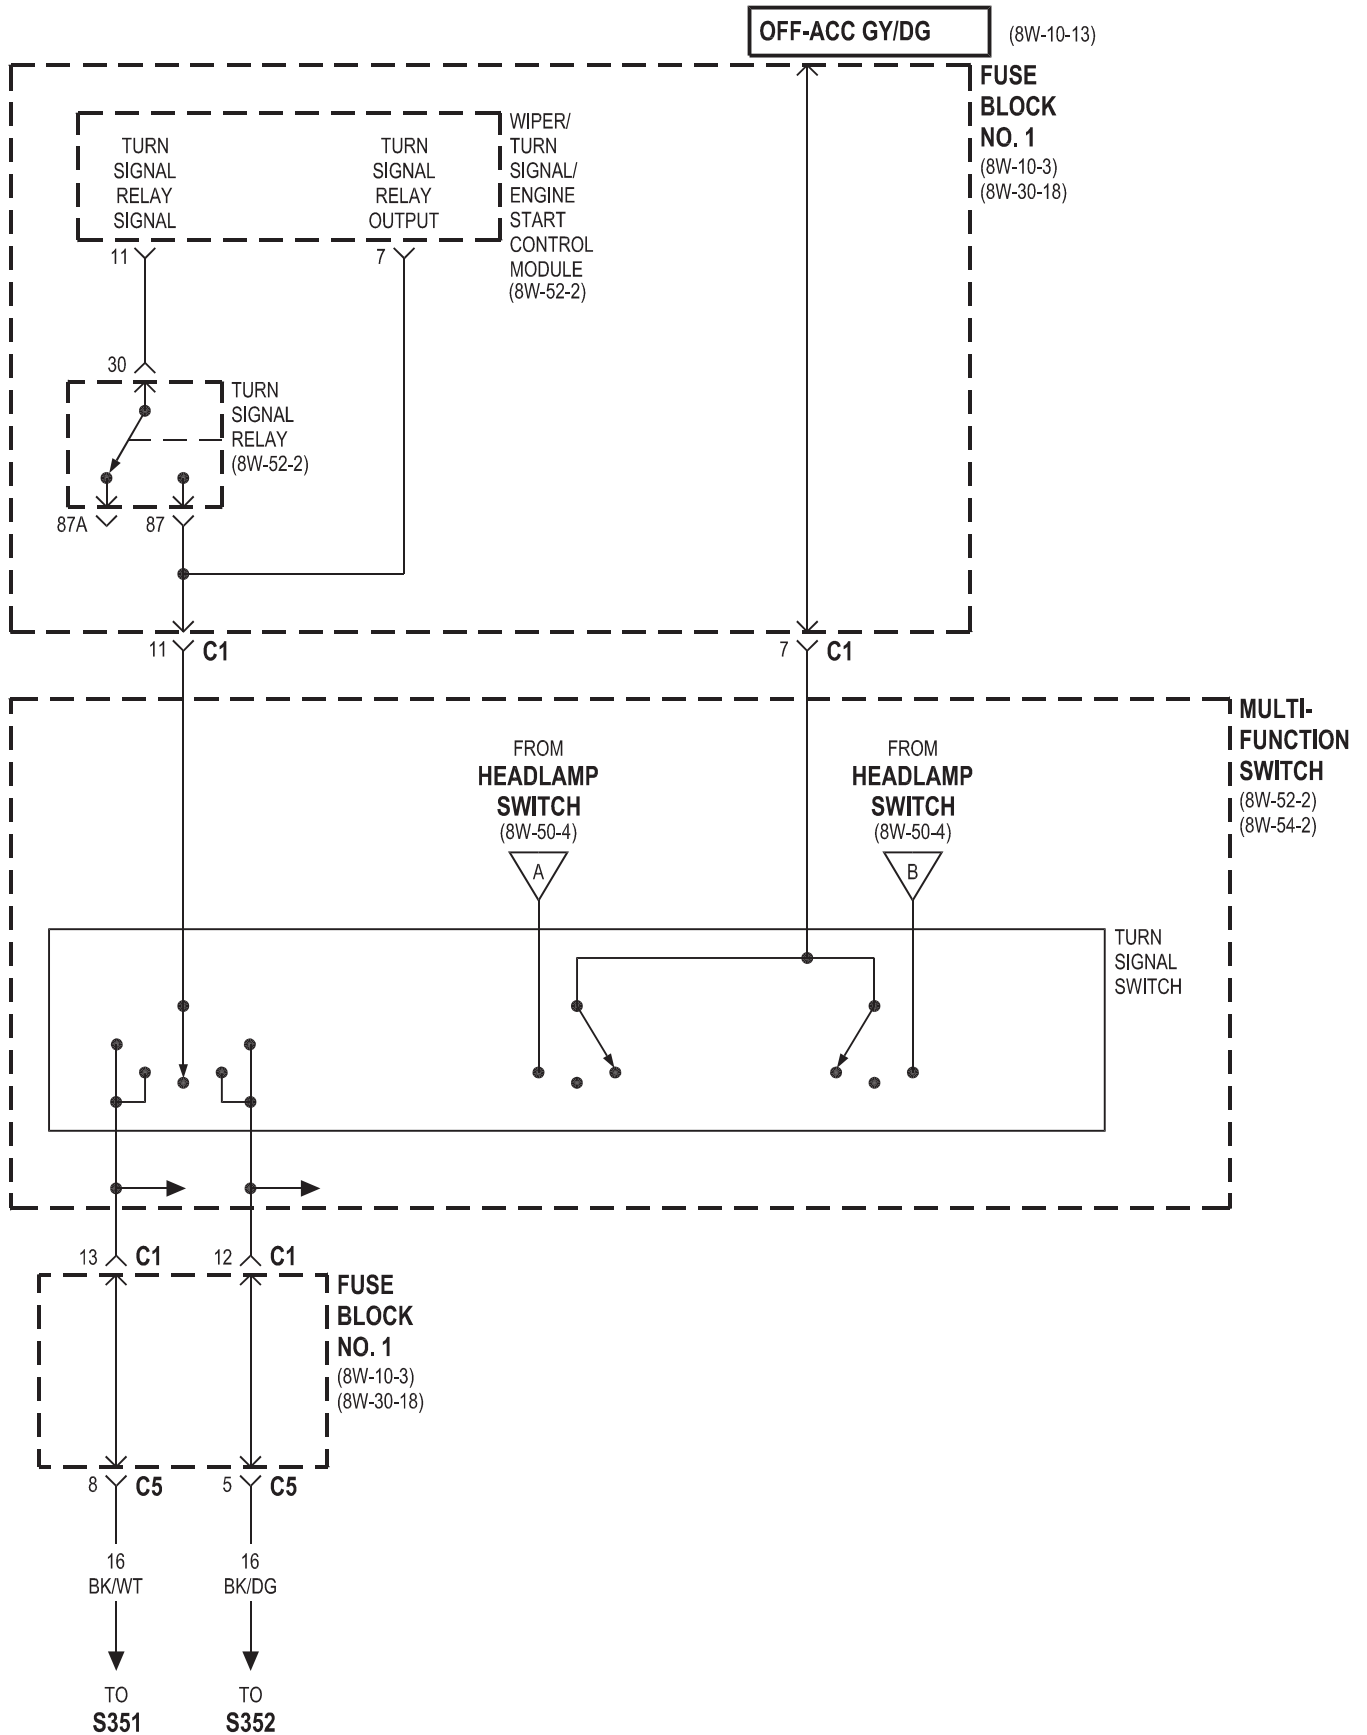 OFF-ACC GY/DG
(8W-10-13)
FUSE
BLOCK
NO. 1
(8W-10-3)
(8W-30-18)
WIPER/
TURN
SIGNAL/
ENGINE
START
CONTROL
MODULE
(8W-52-2)
TURN
SIGNAL
RELAY
SIGNAL
TURN
SIGNAL
RELAY
OUTPUT
11
7
30
TURN
SIGNAL
RELAY
(8W-52-2)
87A
87
11 C1
7 C1
MULTI-
FUNCTION
SWITCH
(8W-52-2)
(8W-54-2)
FROM
HEADLAMP
SWITCH
(8W-50-4)
A
FROM
HEADLAMP
SWITCH
(8W-50-4)
B
TURN
SIGNAL
SWITCH
13 C1
12 C1
FUSE
BLOCK
NO. 1
(8W-10-3)
(8W-30-18)
8 C5
5 C5
16
BK/WT
16
BK/DG
TO
S351
TO
S352